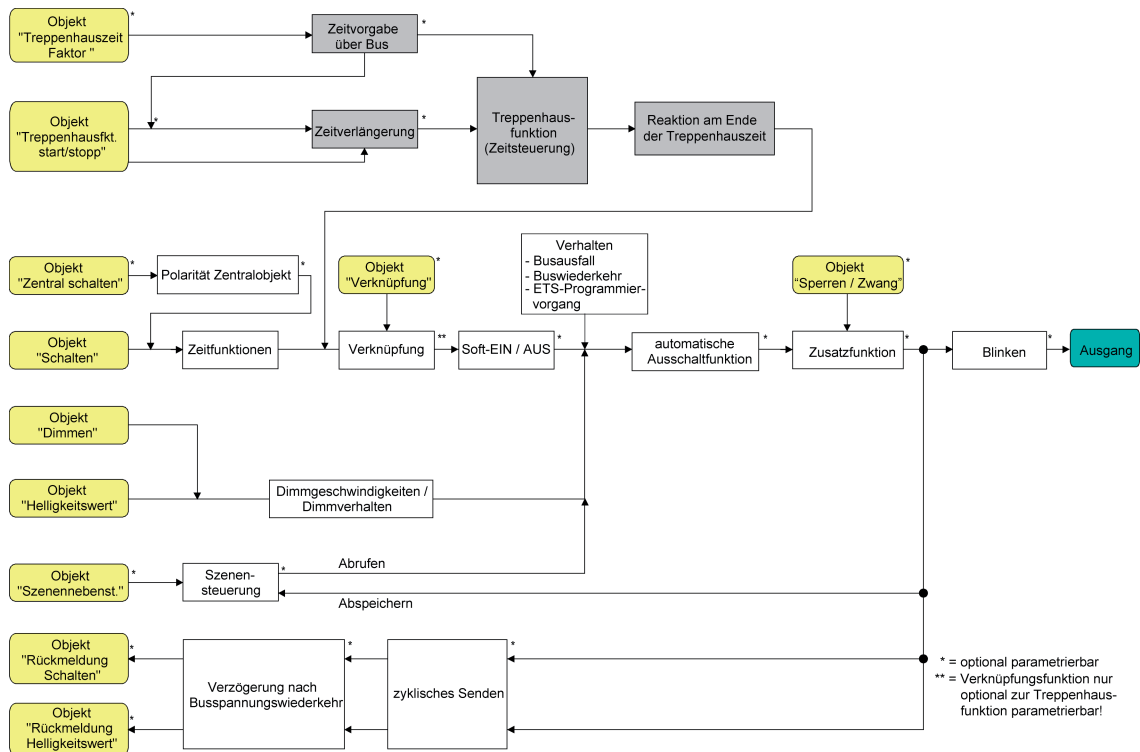 Objekt
"Treppenhauszeit
Faktor "
*
Zeitvorgabe
über Bus
*
Objekt
"Treppenhausfkt.
start/stopp"
*
Zeitverlängerung
*
Treppenhaus-
funktion
(Zeitsteuerung)
Reaktion am Ende
der Treppenhauszeit
Objekt
"Zentral schalten"
*
Polarität Zentralobjekt
*
Objekt
"Verknüpfung"
*
Verhalten
- Busausfall
- Buswiederkehr
- ETS-Programmier-
vorgang
Objekt
“Sperren / Zwang”
*
Objekt
"Schalten"
Zeitfunktionen
Verknüpfung
**
Soft-EIN / AUS
*
automatische
Ausschaltfunktion
*
Zusatzfunktion
*
Blinken
*
Ausgang
Objekt
"Dimmen"
Objekt
"Helligkeitswert"
Dimmgeschwindigkeiten /
Dimmverhalten
Objekt
"Szenennebenst."
*
Szenen-
steuerung
*
Abrufen
Abspeichern
Objekt
"Rückmeldung
Schalten"
*
Verzögerung nach
Busspannungswiederkehr
*
zyklisches Senden
*
Objekt
"Rückmeldung
Helligkeitswert"
*
* = optional parametrierbar
** = Verknüpfungsfunktion nur
optional zur Treppenhaus-
funktion parametrierbar!